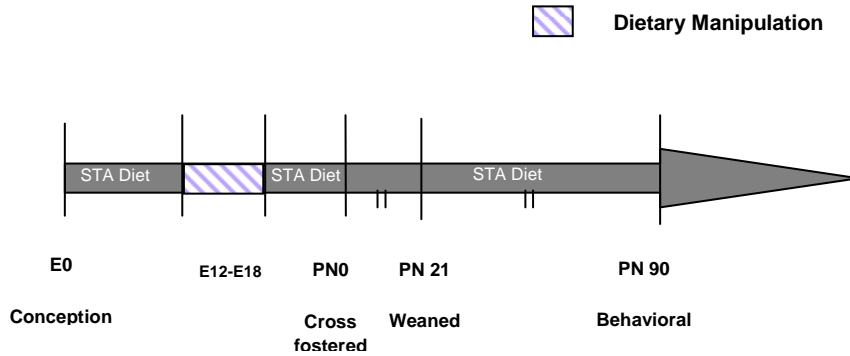 Dietary Manipulation
STA Diet STA Diet STA Diet
E0 E12-E18 PN0 PN 21 PN 90
Conception Cross Weaned Behavioral
fostered